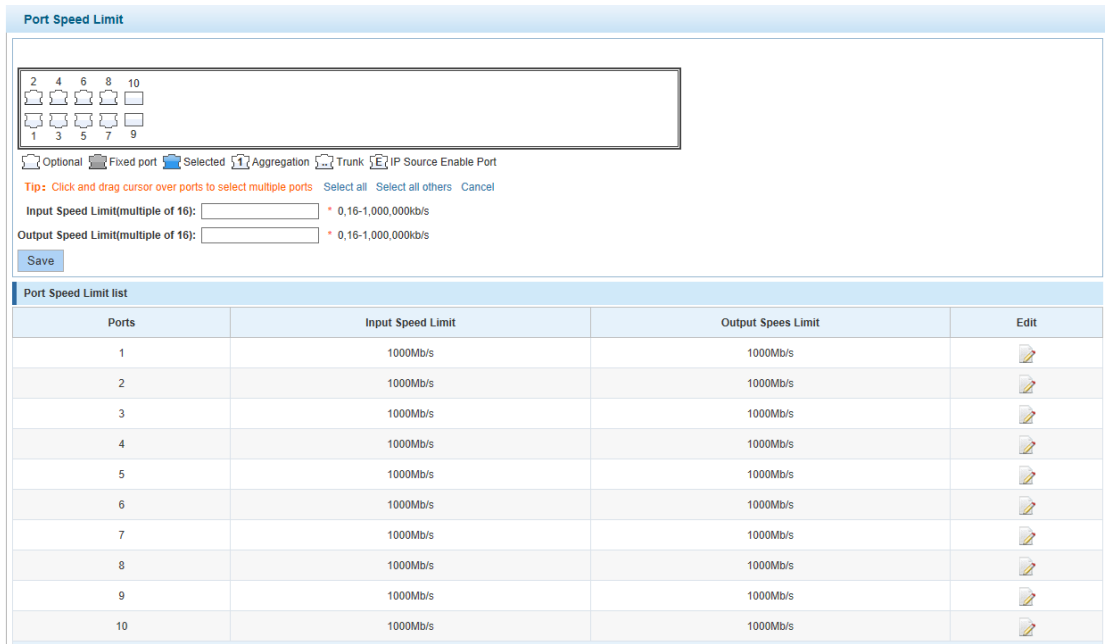 Port Speed Limit
2 4 6 8 10
1 3 5 7 9
Optional Fixed port Selected 1 Aggregation ... Trunk E IP Source Enable Port
Tip: Click and drag cursor over ports to select multiple ports Select all Select all others Cancel
Input Speed Limit(multiple of 16): * 0,16-1,000,000kb/s
Output Speed Limit(multiple of 16): * 0,16-1,000,000kb/s
Save
Port Speed Limit list
Ports Input Speed Limit Output Spees Limit Edit
1 1000Mb/s 1000Mb/s
2 1000Mb/s 1000Mb/s
3 1000Mb/s 1000Mb/s
4 1000Mb/s 1000Mb/s
5 1000Mb/s 1000Mb/s
6 1000Mb/s 1000Mb/s
7 1000Mb/s 1000Mb/s
8 1000Mb/s 1000Mb/s
9 1000Mb/s 1000Mb/s
10 1000Mb/s 1000Mb/s